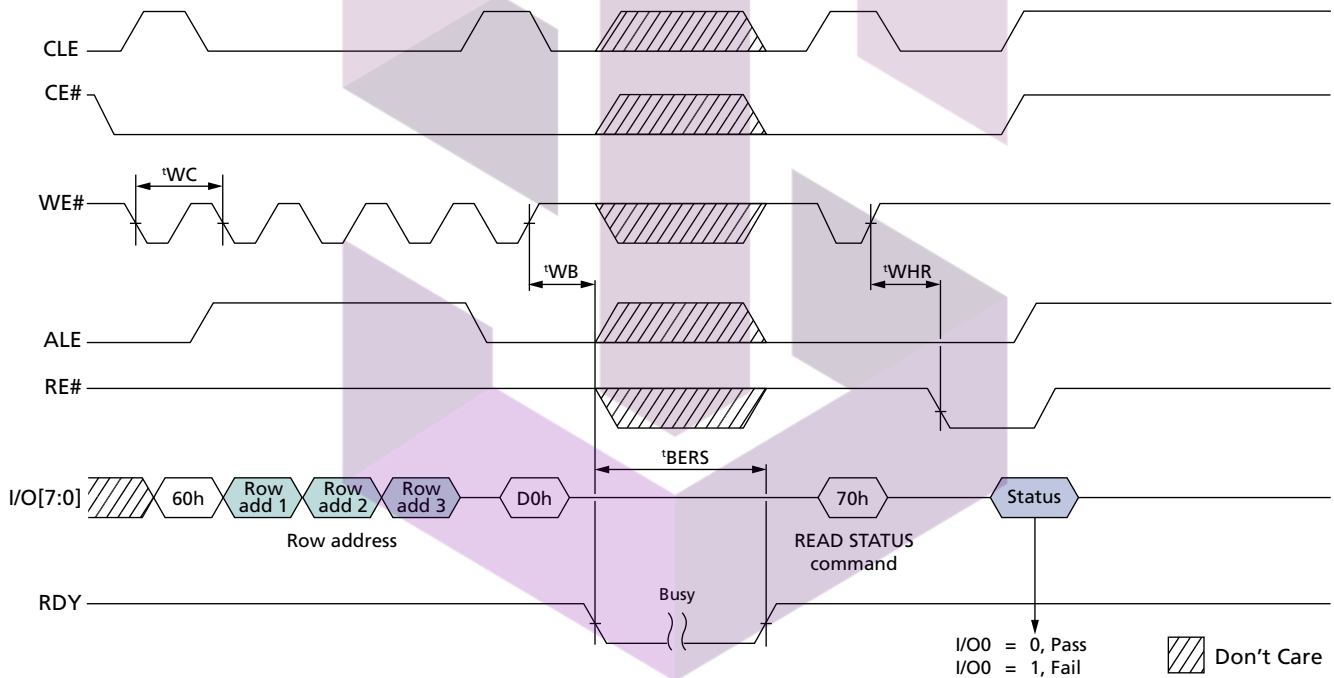 CLE
CE#
tWC
WE#
tWB
tWHR
ALE
RE#
tBERS
I/O[7:0]
60h
Row
add 1
Row
add 2
Row
add 3
D0h
70h
Status
Row address
READ STATUS
command
RDY
Busy
I/O0 = 0, Pass
I/O0 = 1, Fail
Don't Care